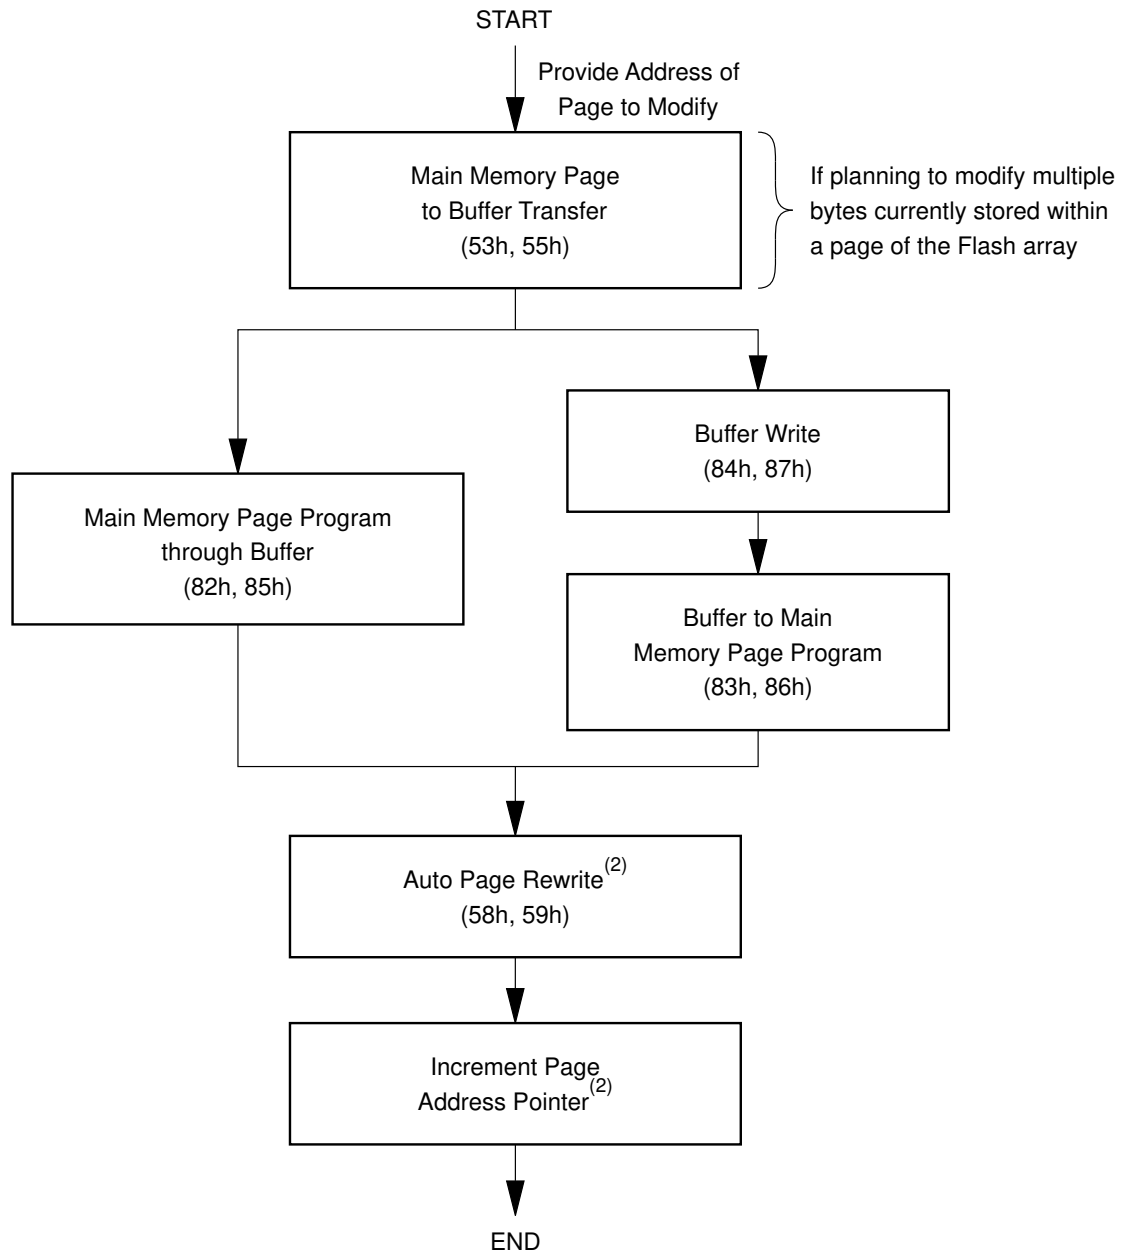 START
Provide Address of
Page to Modify
Main Memory Page
to Buffer Transfer
(53h, 55h)
If planning to modify multiple
bytes currently stored within
a page of the Flash array
Buffer Write
(84h, 87h)
Main Memory Page Program
through Buffer
(82h, 85h)
Buffer to Main
Memory Page Program
(83h, 86h)
Auto Page Rewrite(2)
(58h, 59h)
Increment Page
Address Pointer(2)
END